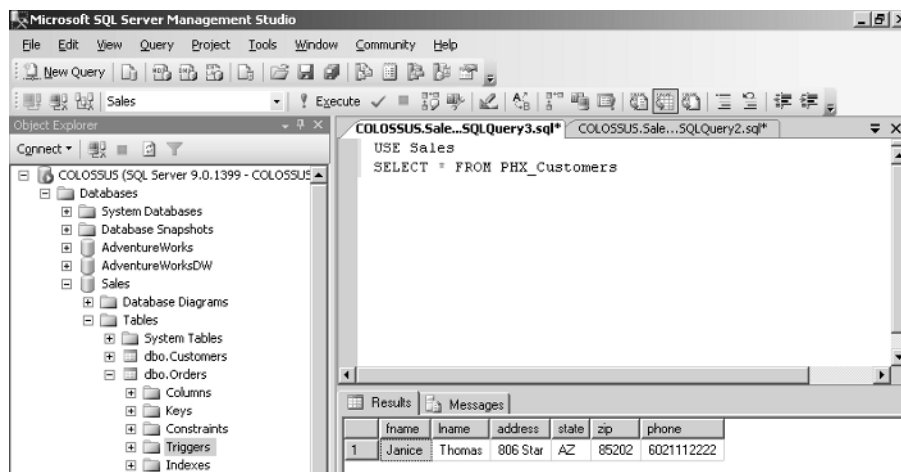 Microsoft SQL Server Management Studio
File Edit View Query Project Tools Window Community Help
New Query
Sales Execute
Object Explorer
COLOSSUS.Sale...SQLQuery3.sql* COLOSSUS.Sale...SQLQuery2.sql*
Connect
USE Sales
SELECT * FROM PHX_Customers
COLOSSUS (SQL Server 9.0.1399 - COLOSSUS
Databases
System Databases
Database Snapshots
AdventureWorks
AdventureWorksDW
Sales
Database Diagrams
Tables
System Tables
dbo.Customers
dbo.Orders
Columns
Keys
Constraints
Triggers
Indexes
Results Messages
fname lname address state zip phone
1 Janice Thomas 806 Star AZ 85202 6021112222